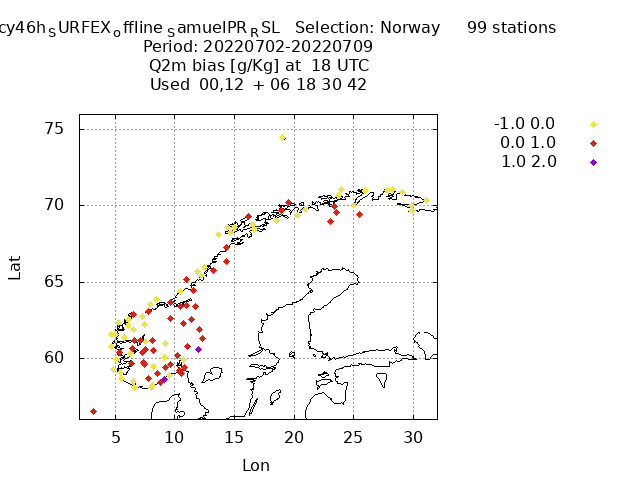 cy46hSURFEXoffline SamuelPRRSL Selection: Norway 99 stations
Period: 20220702-20220709
Q2m bias [g/Kg] at 18 UTC
Used 00,12 + 06 18 30 42
-1.0 0.0
0.0 1.0
1.0 2.0
75
70
65
60
Lat
5 10 15 20 25 30
Lon